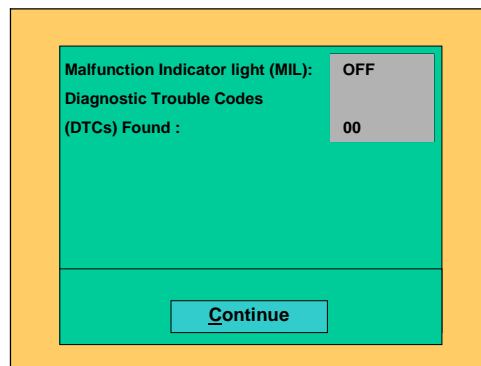 Malfunction Indicator light (MIL): OFF
Diagnostic Trouble Codes
(DTCs) Found : 00
Continue